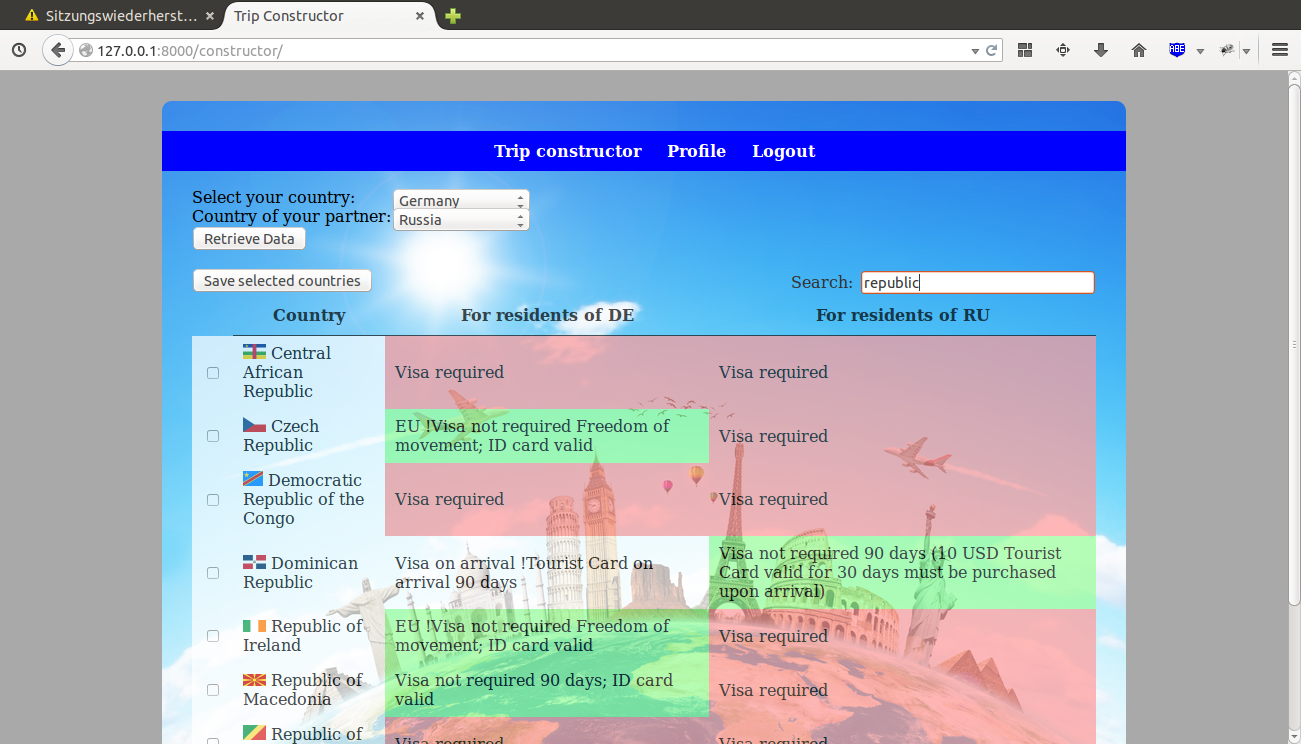 Sitzungswiederherst... Trip Constructor
127.0.0.1:8000/constructor/
ABE
Trip constructor Profile Logout
Select your country: Germany
Country of your partner: Russia
Retrieve Data
Save selected countries Search: republic
Country For residents of DE For residents of RU
Central
African
Republic
Visa required Visa required
Czech
Republic
EU !Visa not required Freedom of
movement; ID card valid
Visa required
Democratic
Republic of the
Congo
Visa required Visa required
Dominican
Republic
Visa on arrival !Tourist Card on
arrival 90 days
Visa not required 90 days (10 USD Tourist
Card valid for 30 days must be purchased
upon arrival)
Republic of
Ireland
EU !Visa not required Freedom of
movement; ID card valid
Visa required
Republic of
Macedonia
Visa not required 90 days; ID card
valid
Visa required
Republic of
Visa required Visa required